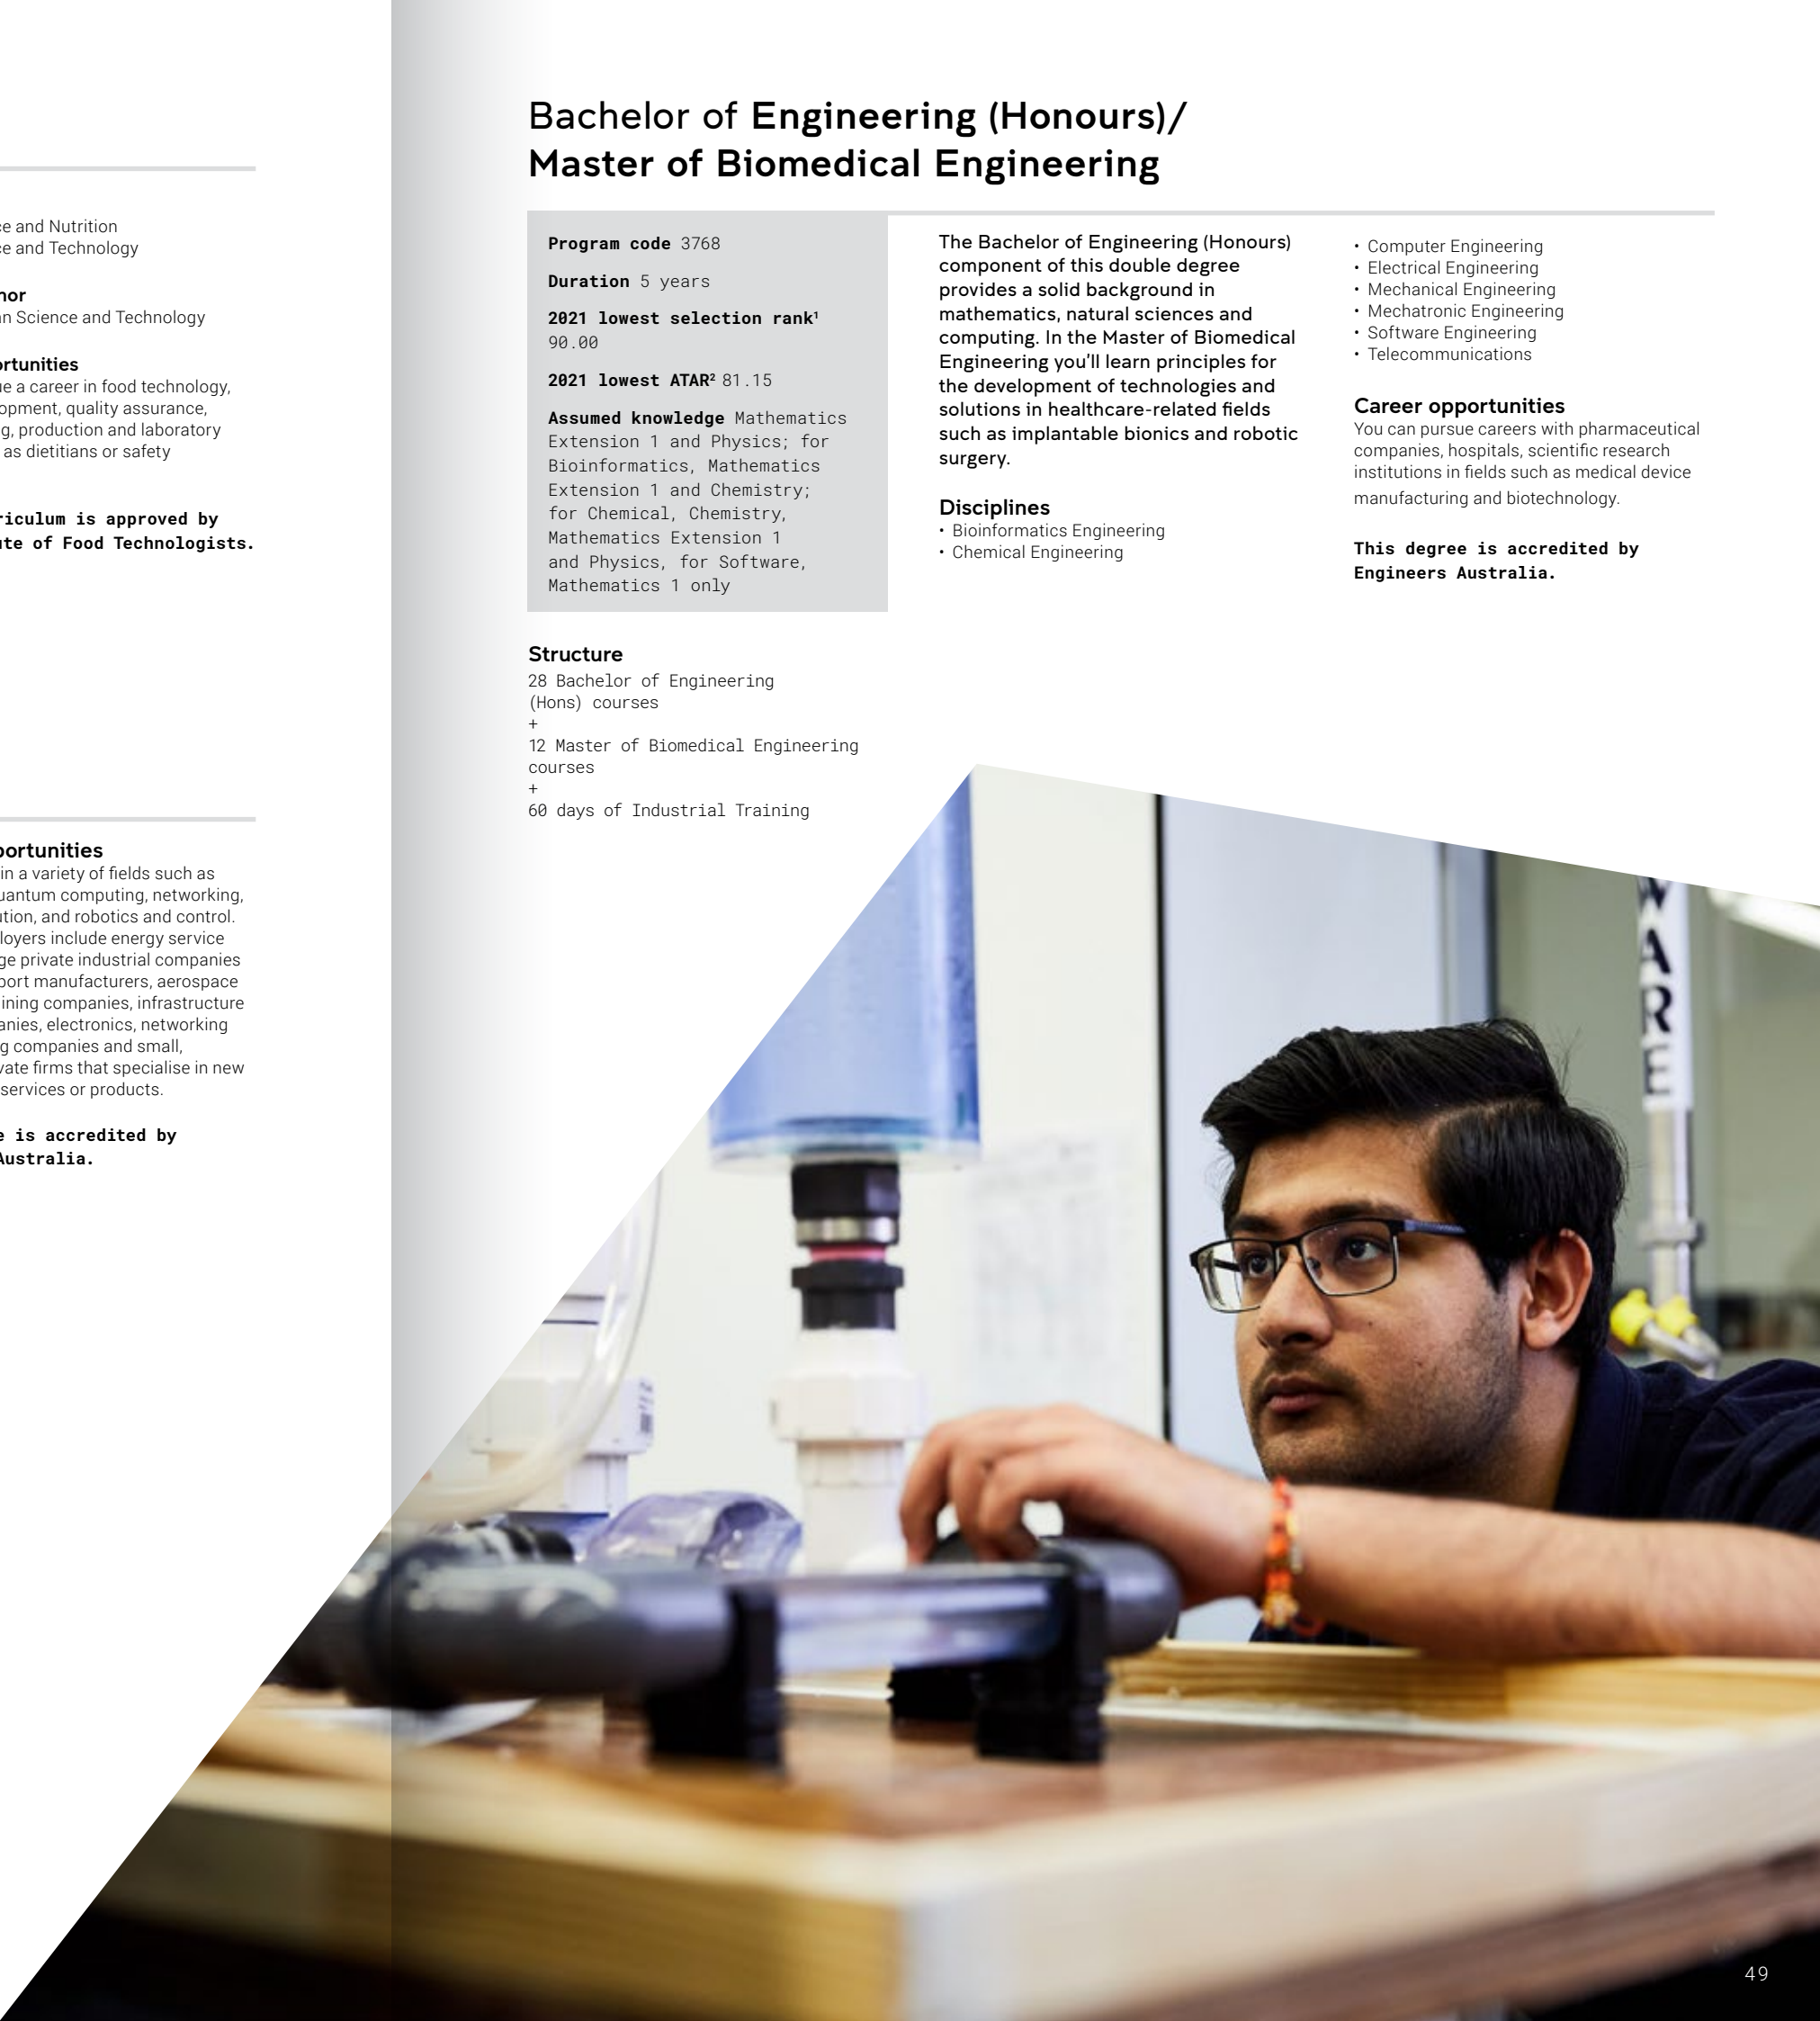 ce and Nutrition
ce and Technology
nor
n Science and Technology
ortunities
ue a career in food technology,
opment, quality assurance,
g, production and laboratory
as dietitians or safety
riculum is approved by
ute of Food Technologists.
portunities
in a variety of fields such as
uantum computing, networking,
ution, and robotics and control.
loyers include energy service
ge private industrial companies
port manufacturers, aerospace
ining companies, infrastructure
anies, electronics, networking
g companies and small,
vate firms that specialise in new
services or products.
e is accredited by
Australia.
Bachelor of Engineering (Honours)/
Master of Biomedical Engineering
Program code 3768
Duration 5 years
2021 lowest selection rank¹
90.00
2021 lowest ATAR² 81.15
Assumed knowledge Mathematics
Extension 1 and Physics; for
Bioinformatics, Mathematics
Extension 1 and Chemistry;
for Chemical, Chemistry,
Mathematics Extension 1
and Physics, for Software,
Mathematics 1 only
Structure
28 Bachelor of Engineering
(Hons) courses
+
12 Master of Biomedical Engineering
courses
+
60 days of Industrial Training
The Bachelor of Engineering (Honours)
component of this double degree
provides a solid background in
mathematics, natural sciences and
computing. In the Master of Biomedical
Engineering you’ll learn principles for
the development of technologies and
solutions in healthcare-related fields
such as implantable bionics and robotic
surgery.
Disciplines
• Bioinformatics Engineering
• Chemical Engineering
• Computer Engineering
• Electrical Engineering
• Mechanical Engineering
• Mechatronic Engineering
• Software Engineering
• Telecommunications
Career opportunities
You can pursue careers with pharmaceutical
companies, hospitals, scientific research
institutions in fields such as medical device
manufacturing and biotechnology.
This degree is accredited by
Engineers Australia.
WARE
49